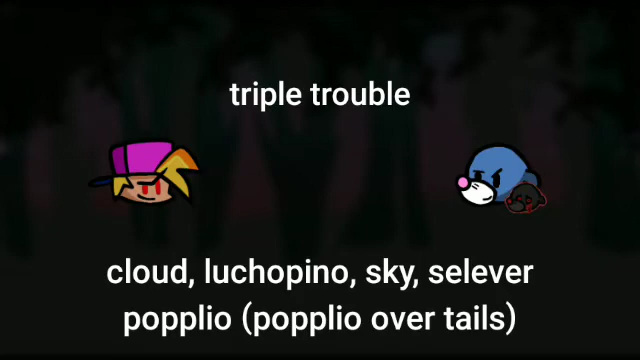 triple trouble
cloud, luchopino, sky, selever
popplio (popplio over tails)